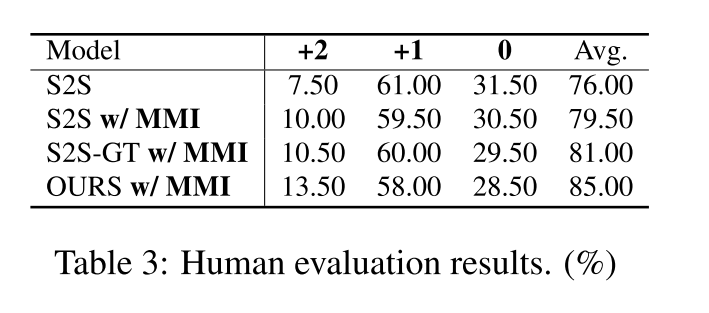 Model +2 +1 0 Avg.
S2S 7.50 61.00 31.50 76.00
S2S w/ MMI 10.00 59.50 30.50 79.50
S2S-GT w/ MMI 10.50 60.00 29.50 81.00
OURS w/ MMI 13.50 58.00 28.50 85.00
Table 3: Human evaluation results. (%)